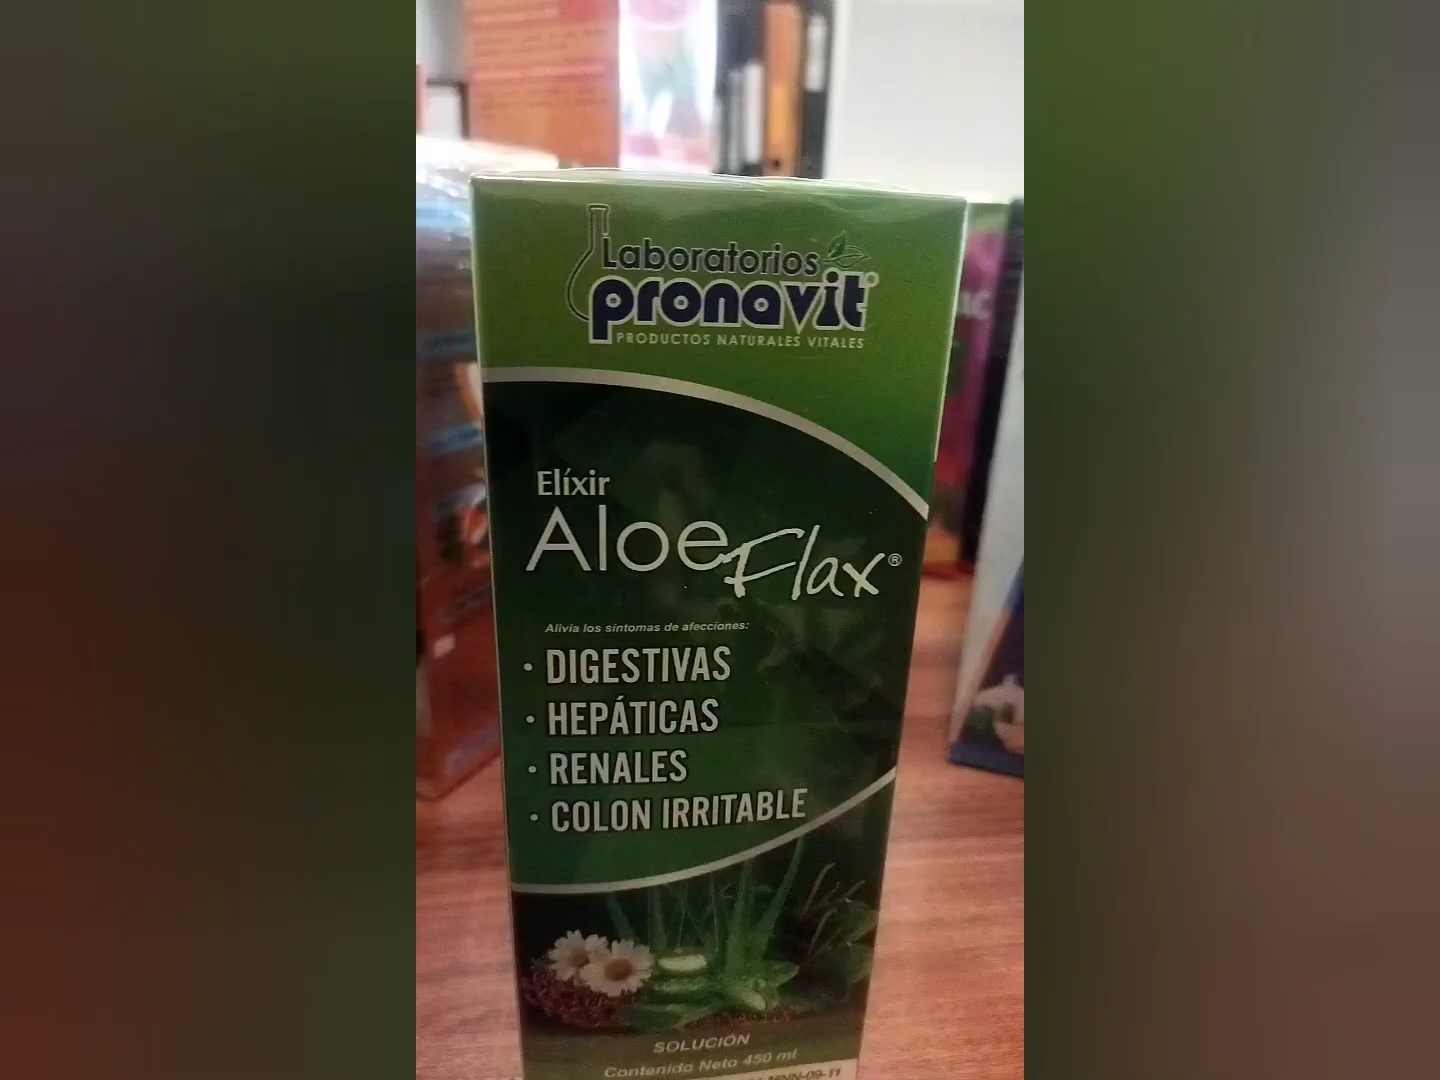 Laboratorios
pronavit®
PRODUCTOS NATURALES VITALES
Elíxir
Aloe Flax®
Alivia los síntomas de afecciones:
· DIGESTIVAS
· HEPÁTICAS
· RENALES
· COLON IRRITABLE
SOLUCIÓN
Contenido Neto 450 ml